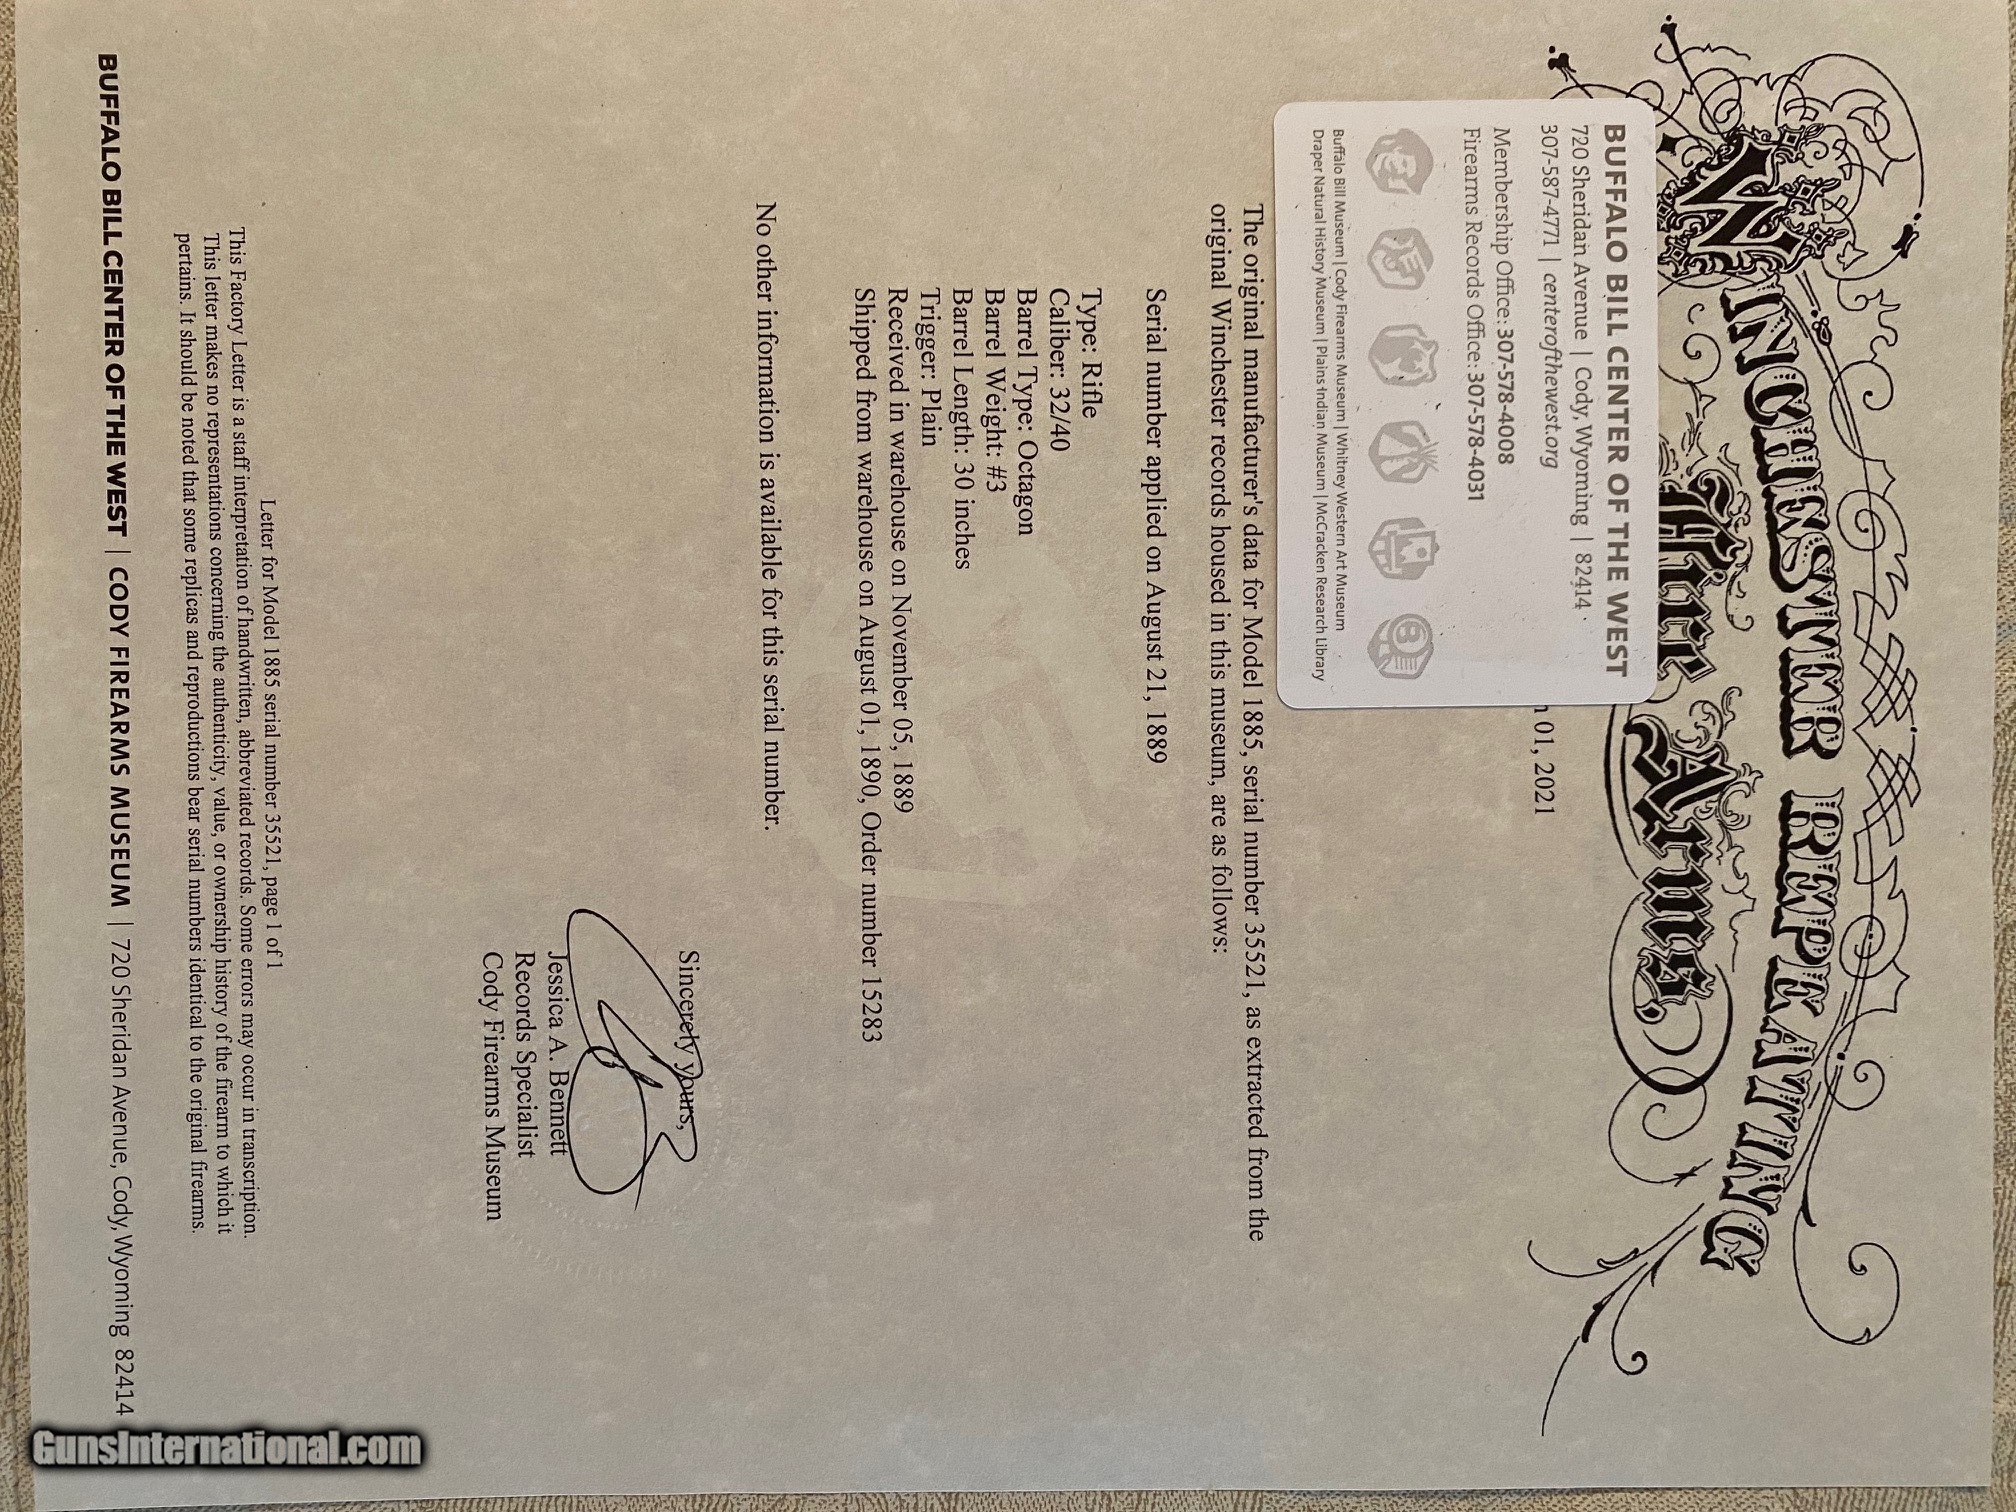 WINCHESTER REPEATING
Fire Arms,
BUFFALO BILL CENTER OF THE WEST
720 Sheridan Avenue | Cody, Wyoming | 82414
307-587-4771 | centerofthewest.org
Membership Office: 307-578-4008
Firearms Records Office: 307-578-4031
Buffalo Bill Museum | Cody Firearms Museum | Whitney Western Art Museum
Draper Natural History Museum | Plains Indian Museum | McCracken Research Library
01, 2021
The original manufacturer's data for Model 1885, serial number 35521, as extracted from the
original Winchester records housed in this museum, are as follows:
Serial number applied on August 21, 1889
Type: Rifle
Caliber: 32/40
Barrel Type: Octagon
Barrel Weight: #3
Barrel Length: 30 inches
Trigger: Plain
Received in warehouse on November 05, 1889
Shipped from warehouse on August 01, 1890, Order number 15283
No other information is available for this serial number.
Sincerely yours,
Jessica A. Bennett
Records Specialist
Cody Firearms Museum
Letter for Model 1885 serial number 35521, page 1 of 1
This Factory Letter is a staff interpretation of handwritten, abbreviated records. Some errors may occur in transcription.
This letter makes no representations concerning the authenticity, value, or ownership history of the firearm to which it
pertains. It should be noted that some replicas and reproductions bear serial numbers identical to the original firearms.
BUFFALO BILL CENTER OF THE WEST | CODY FIREARMS MUSEUM | 720 Sheridan Avenue, Cody, Wyoming 82414
GunsInternational.com